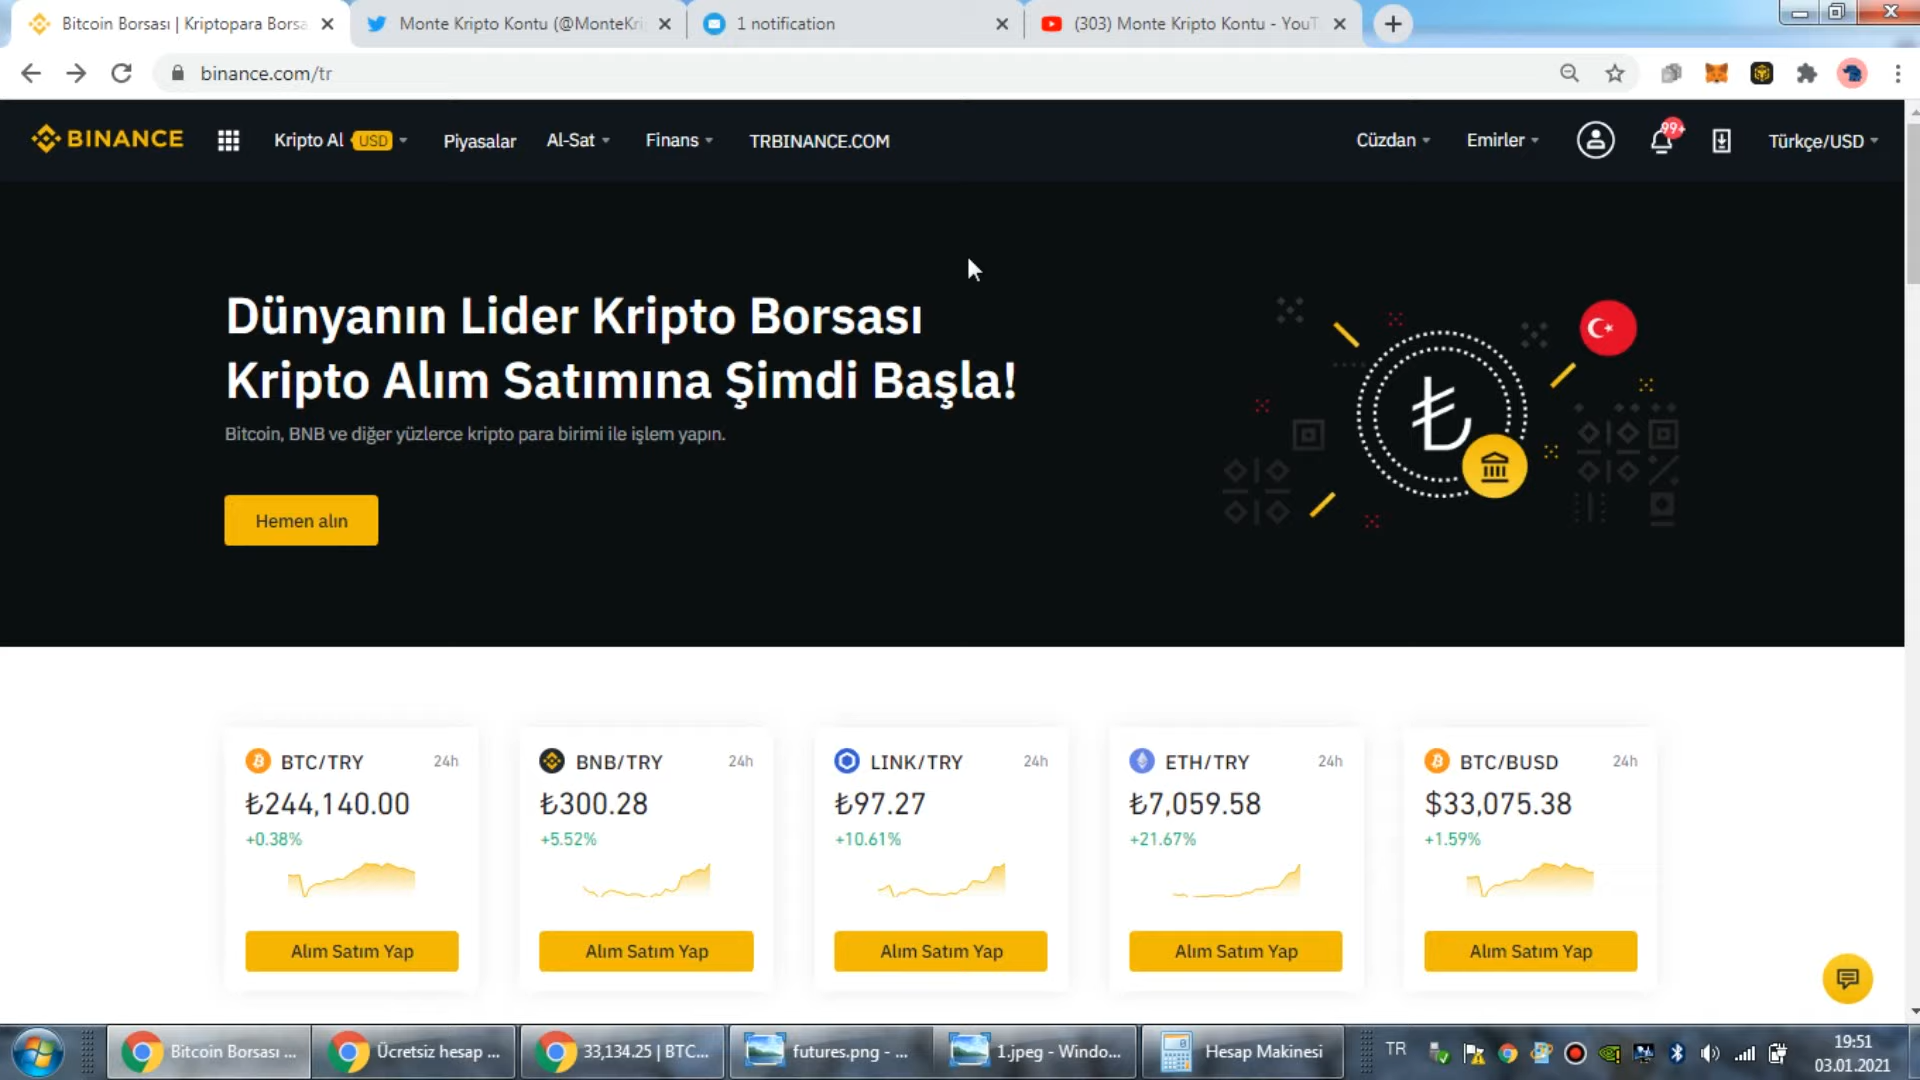 Bitcoin Borsası | Kriptopara Borsa
Monte Kripto Kontu (@MonteKri
1 notification
(303) Monte Kripto Kontu - YouT
binance.com/tr
BINANCE
Kripto Al USD
Piyasalar
Al-Sat
Finans
TRBINANCE.COM
Cüzdan
Emirler
99+
Türkçe/USD
Dünyanın Lider Kripto Borsası
Kripto Alım Satımına Şimdi Başla!
Bitcoin, BNB ve diğer yüzlerce kripto para birimi ile işlem yapın.
Hemen alın
BTC/TRY 24h
₺244,140.00
+0.38%
Alım Satım Yap
BNB/TRY 24h
₺300.28
+5.52%
Alım Satım Yap
LINK/TRY 24h
₺97.27
+10.61%
Alım Satım Yap
ETH/TRY 24h
₺7,059.58
+21.67%
Alım Satım Yap
BTC/BUSD 24h
$33,075.38
+1.59%
Alım Satım Yap
Bitcoin Borsası ...
Ücretsiz hesap ...
33,134.25 | BTC...
futures.png - ...
1.jpeg - Windo...
Hesap Makinesi
TR
19:51
03.01.2021